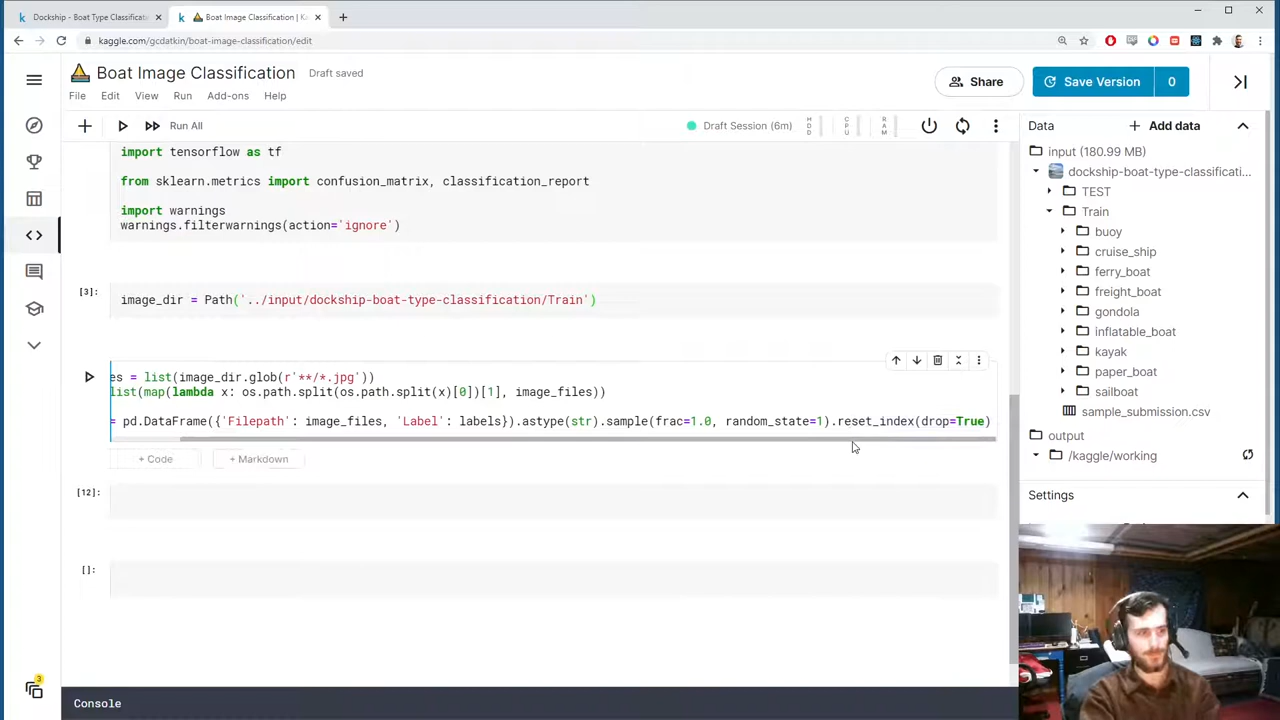 Dockship - Boat Type Classificati
Boat Image Classification | Ka
kaggle.com/gcdatkin/boat-image-classification/edit
Boat Image Classification
Draft saved
Share
Save Version
0
File
Edit
View
Run
Add-ons
Help
Run All
Draft Session (6m)
HDD
CPU
RAM
Data
Add data
import tensorflow as tf
from sklearn.metrics import confusion_matrix, classification_report
import warnings
warnings.filterwarnings(action='ignore')
[3]:
image_dir = Path('../input/dockship-boat-type-classification/Train')
es = list(image_dir.glob(r'**/*.jpg'))
list(map(lambda x: os.path.split(os.path.split(x)[0])[1], image_files))
= pd.DataFrame({'Filepath': image_files, 'Label': labels}).astype(str).sample(frac=1.0, random_state=1).reset_index(drop=True)
+ Code
+ Markdown
[12]:
[]:
input (180.99 MB)
dockship-boat-type-classificati...
TEST
Train
buoy
cruise_ship
ferry_boat
freight_boat
gondola
inflatable_boat
kayak
paper_boat
sailboat
sample_submission.csv
output
/kaggle/working
Settings
3
Console